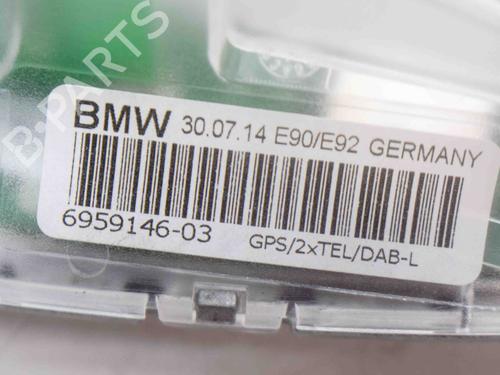 B-PARTS
BMW 30.07.14 E90/E92 GERMANY
6959146-03
GPS/2xTEL/DAB-L